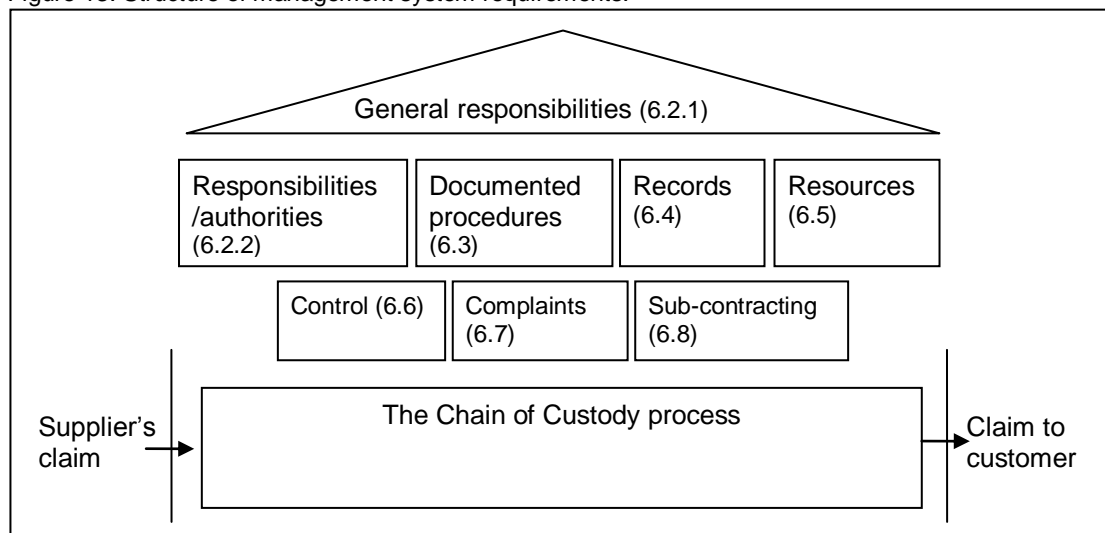 Figure Structure of management system requirements.
General responsibilities (6.2.1)
Responsibilities
/authorities
(6.2.2)
Documented
procedures
(6.3)
Records
(6.4)
Resources
(6.5)
Control (6.6)
Complaints
(6.7)
Sub-contracting
(6.8)
Supplier’s
claim
The Chain of Custody process
Claim to
customer